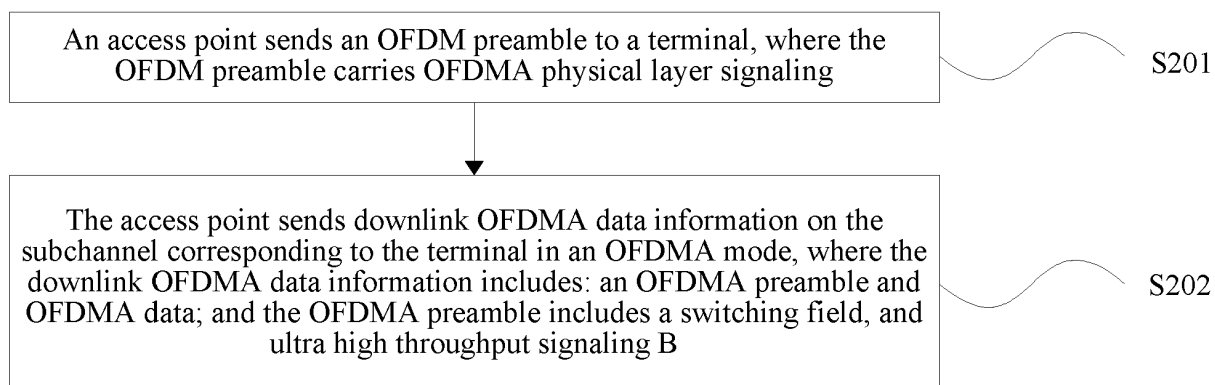 An access point sends an OFDM preamble to a terminal, where the
OFDM preamble carries OFDMA physical layer signaling
S201
The access point sends downlink OFDMA data information on the
subchannel corresponding to the terminal in an OFDMA mode, where the
downlink OFDMA data information includes: an OFDMA preamble and
OFDMA data; and the OFDMA preamble includes a switching field, and
ultra high throughput signaling B
S202